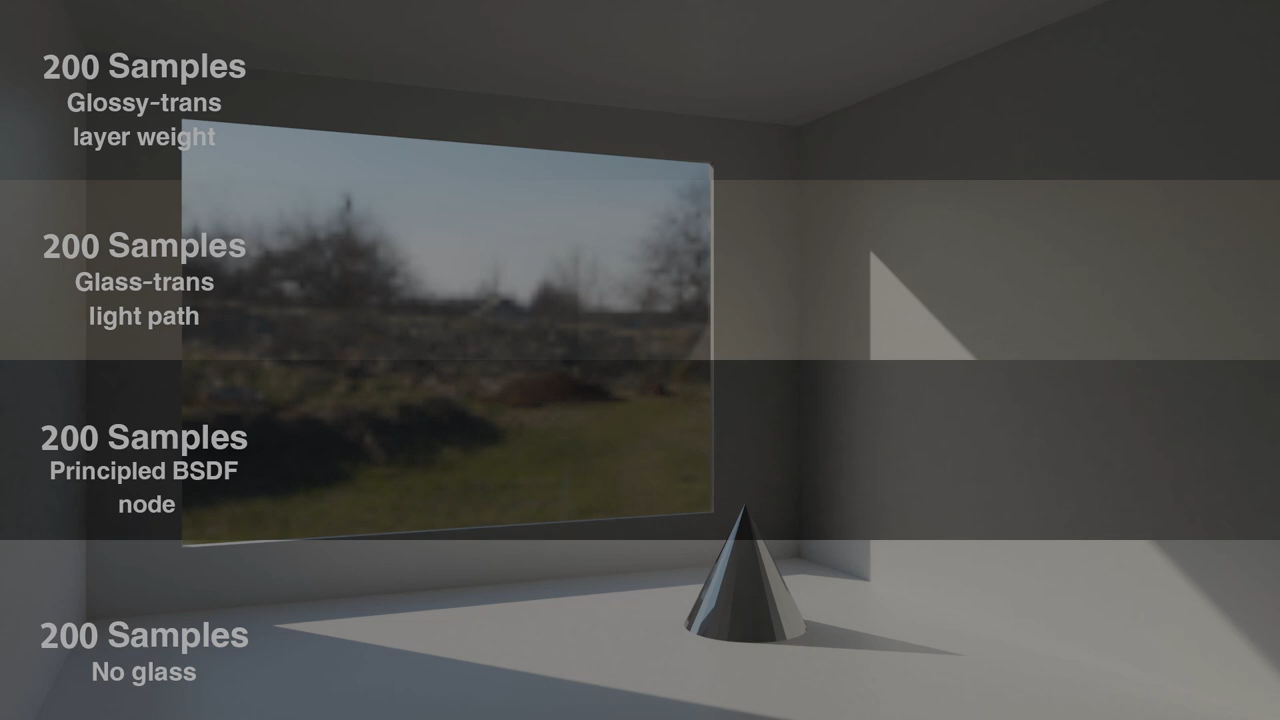 200 Samples
Glossy-trans
layer weight
200 Samples
Glass-trans
light path
200 Samples
Principled BSDF
node
200 Samples
No glass